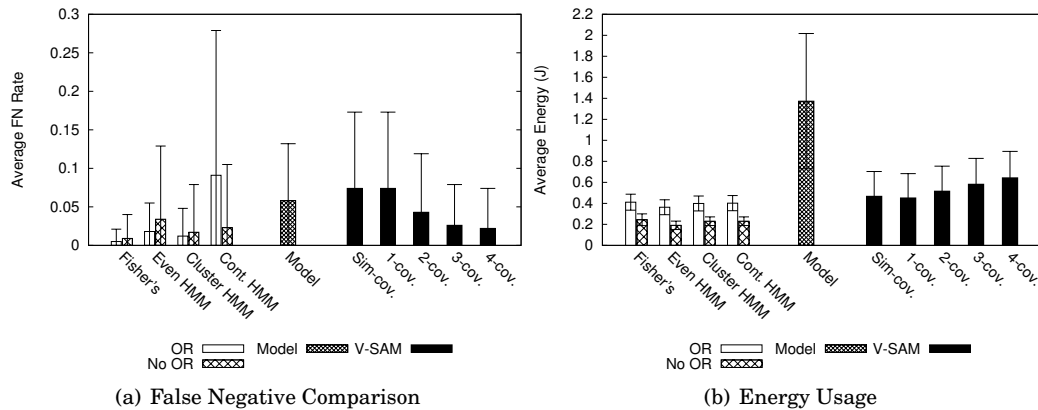 0.3
0.25
0.2
0.15
0.1
0.05
0
Average FN Rate
Fisher's
Even HMM
Cluster HMM
Cont. HMM
Model
Sim-cov.
1-cov.
2-cov.
3-cov.
4-cov.
OR Model V-SAM
No OR
(a) False Negative Comparison
2.2
2
1.8
1.6
1.4
1.2
1
0.8
0.6
0.4
0.2
0
Average Energy (J)
Fisher's
Even HMM
Cluster HMM
Cont. HMM
Model
Sim-cov.
1-cov.
2-cov.
3-cov.
4-cov.
OR Model V-SAM
No OR
(b) Energy Usage